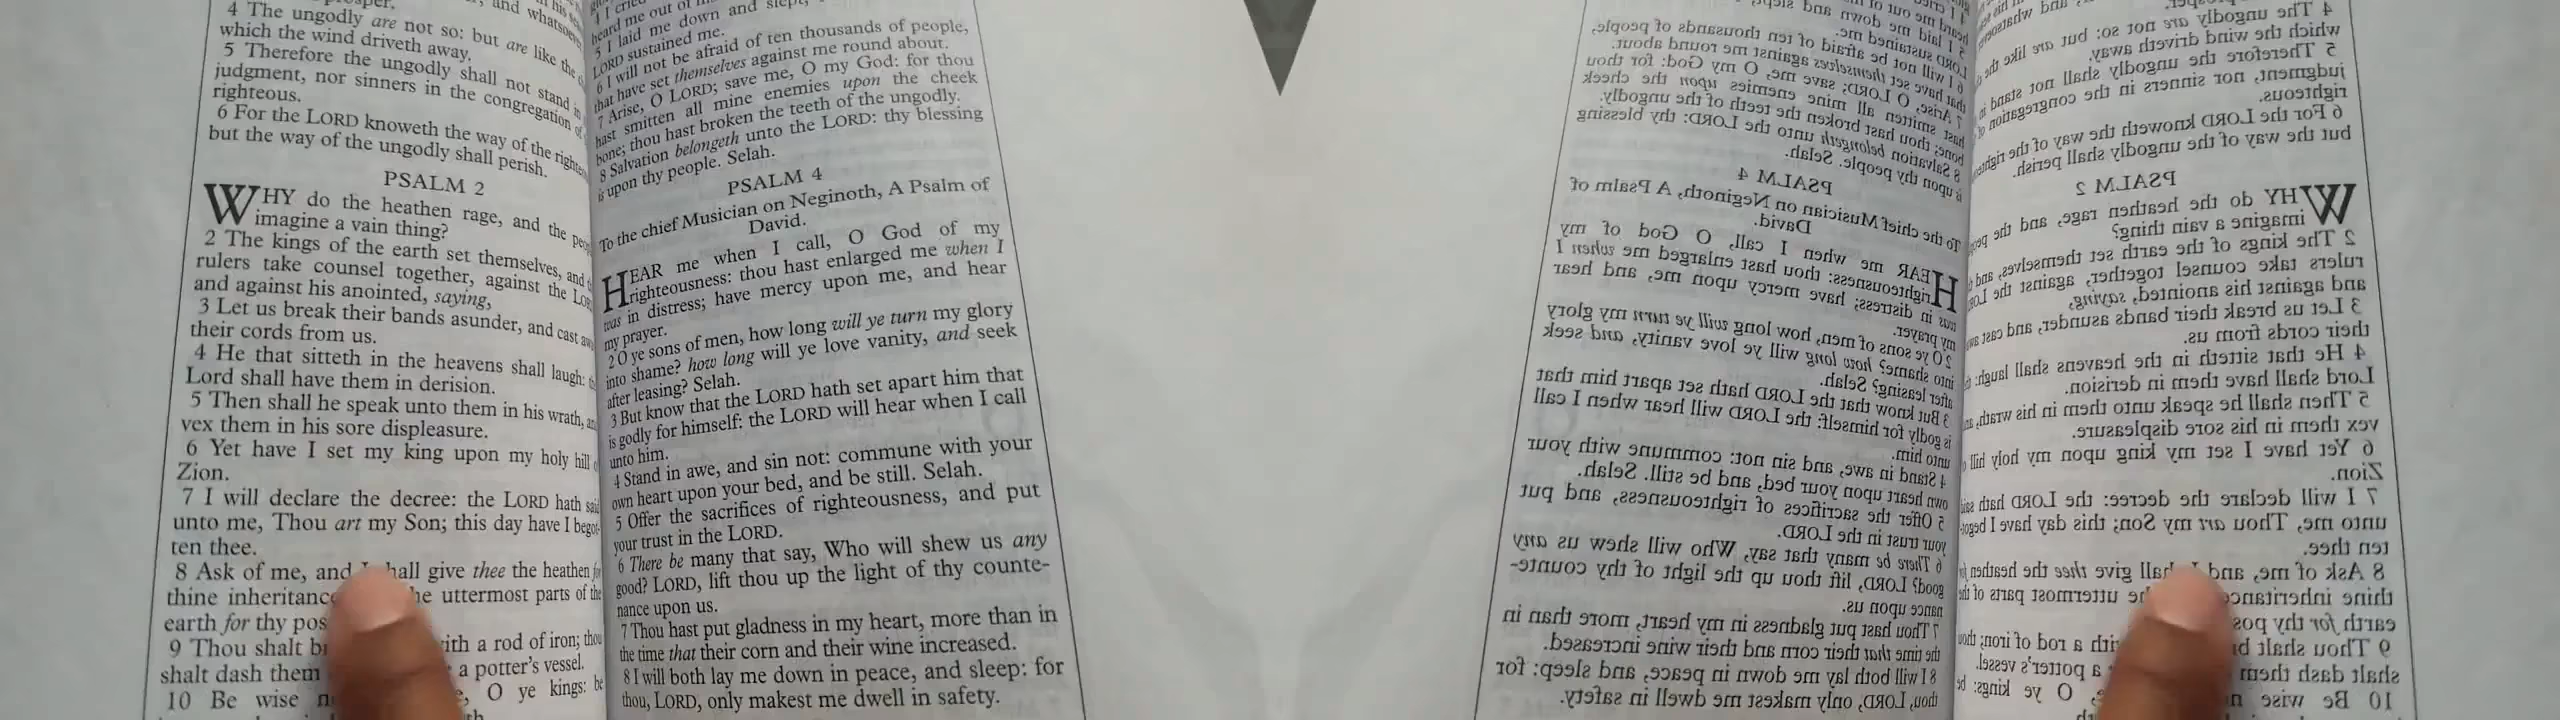 4 The ungodly are not so: but are like the
which the wind driveth away.
5 Therefore the ungodly shall not stand in
judgment, nor sinners in the congregation of
righteous.
6 For the LORD knoweth the way of the
but the way of the ungodly shall perish.
PSALM 2
WHY do the heathen rage, and the
imagine a vain thing?
2 The kings of the earth set themselves, and
rulers take counsel together, against the
and against his anointed, saying,
3 Let us break their bands asunder, and cast
their cords from us.
4 He that sitteth in the heavens shall laugh:
Lord shall have them in derision.
5 Then shall he speak unto them in his wrath,
vex them in his sore displeasure.
6 Yet have I set my king upon my holy hill
Zion.
7 I will declare the decree: the LORD hath
unto me, Thou art my Son; this day have I begot-
ten thee.
8 Ask of me, and I shall give thee the heathen
thine the uttermost parts of the
earth for thy
9 Thou shalt with a rod of iron; thou
shalt dash them a potter's vessel.
10 Be wise O ye kings: be
heard me out of
5 I laid me down and slept;
LORD sustained me.
6 I will not be afraid of ten thousands of people,
that have set themselves against me round about.
7 Arise, O LORD; save me, O my God: for thou
hast smitten all mine enemies upon the cheek
bone; thou hast broken the teeth of the ungodly.
8 Salvation belongeth unto the LORD: thy blessing
is upon thy people. Selah.
PSALM 4
To the chief Musician on Neginoth, A Psalm of
David.
HEAR me when I call, O God of my
righteousness: thou hast enlarged me when I
was in distress; have mercy upon me, and hear
my prayer.
2 O ye sons of men, how long will ye turn my glory
into shame? how long will ye love vanity, and seek
after leasing? Selah.
3 But know that the LORD hath set apart him that
is godly for himself: the LORD will hear when I call
unto him.
4 Stand in awe, and sin not: commune with your
own heart upon your bed, and be still. Selah.
5 Offer the sacrifices of righteousness, and put
your trust in the LORD.
6 There be many that say, Who will shew us any
good? LORD, lift thou up the light of thy counte-
nance upon us.
7 Thou hast put gladness in my heart, more than in
the time that their corn and their wine increased.
8 I will both lay me down in peace, and sleep: for
thou, LORD, only makest me dwell in safety.